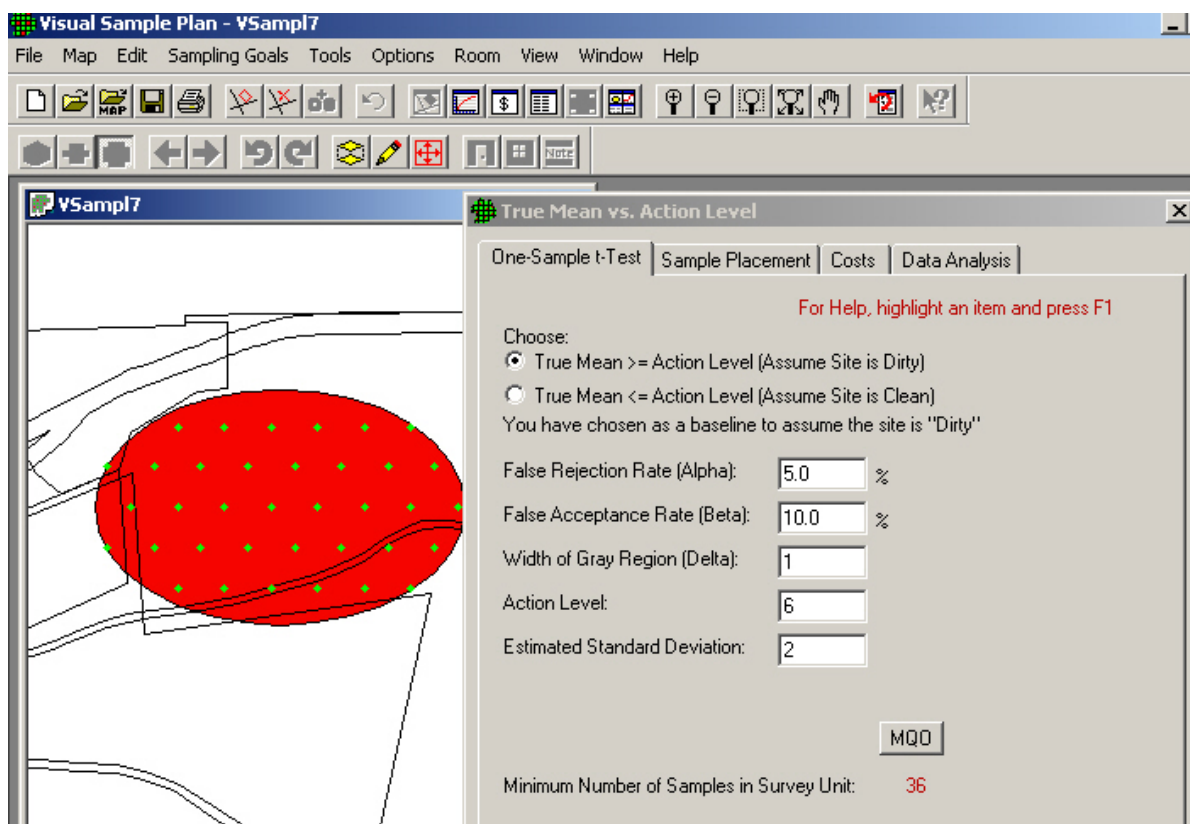 Visual Sample Plan - VSampl7
File Map Edit Sampling Goals Tools Options Room View Window Help
MAP
$
Note
VSampl7
True Mean vs. Action Level
One-Sample t-Test Sample Placement Costs Data Analysis
For Help, highlight an item and press F1
Choose:
True Mean >= Action Level (Assume Site is Dirty)
True Mean <= Action Level (Assume Site is Clean)
You have chosen as a baseline to assume the site is "Dirty"
False Rejection Rate (Alpha): 5.0 %
False Acceptance Rate (Beta): 10.0 %
Width of Gray Region (Delta): 1
Action Level: 6
Estimated Standard Deviation: 2
MQO
Minimum Number of Samples in Survey Unit: 36